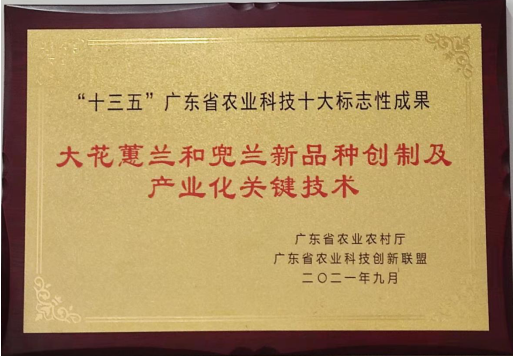 “十三五”广东省农业科技十大标志性成果
大花蕙兰和兜兰新品种创制及
产业化关键技术
广东省农业农村厅
广东省农业科技创新联盟
二〇二一年九月